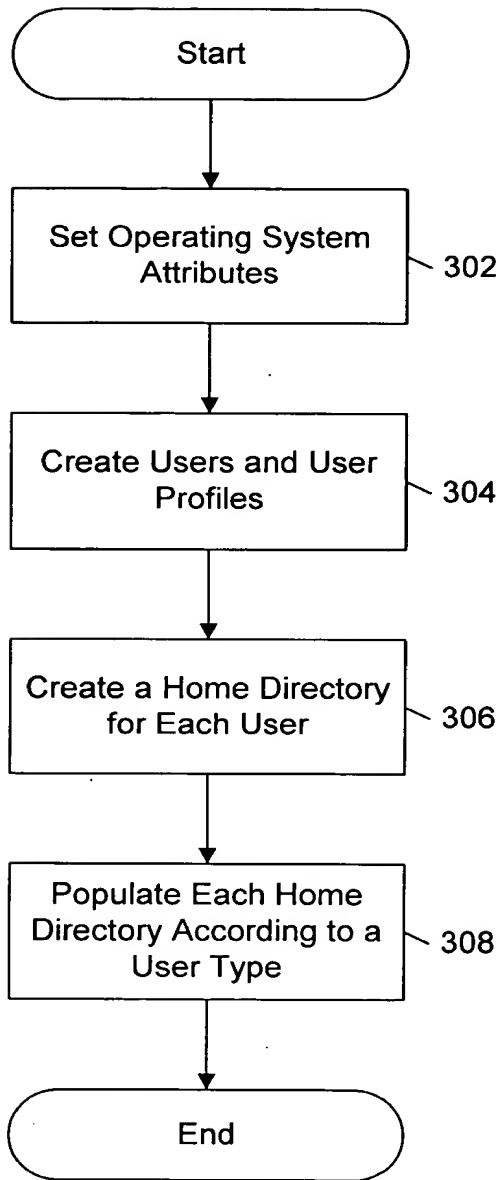 Start
Set Operating System
Attributes
302
Create Users and User
Profiles
304
Create a Home Directory
for Each User
306
Populate Each Home
Directory According to a
User Type
308
End